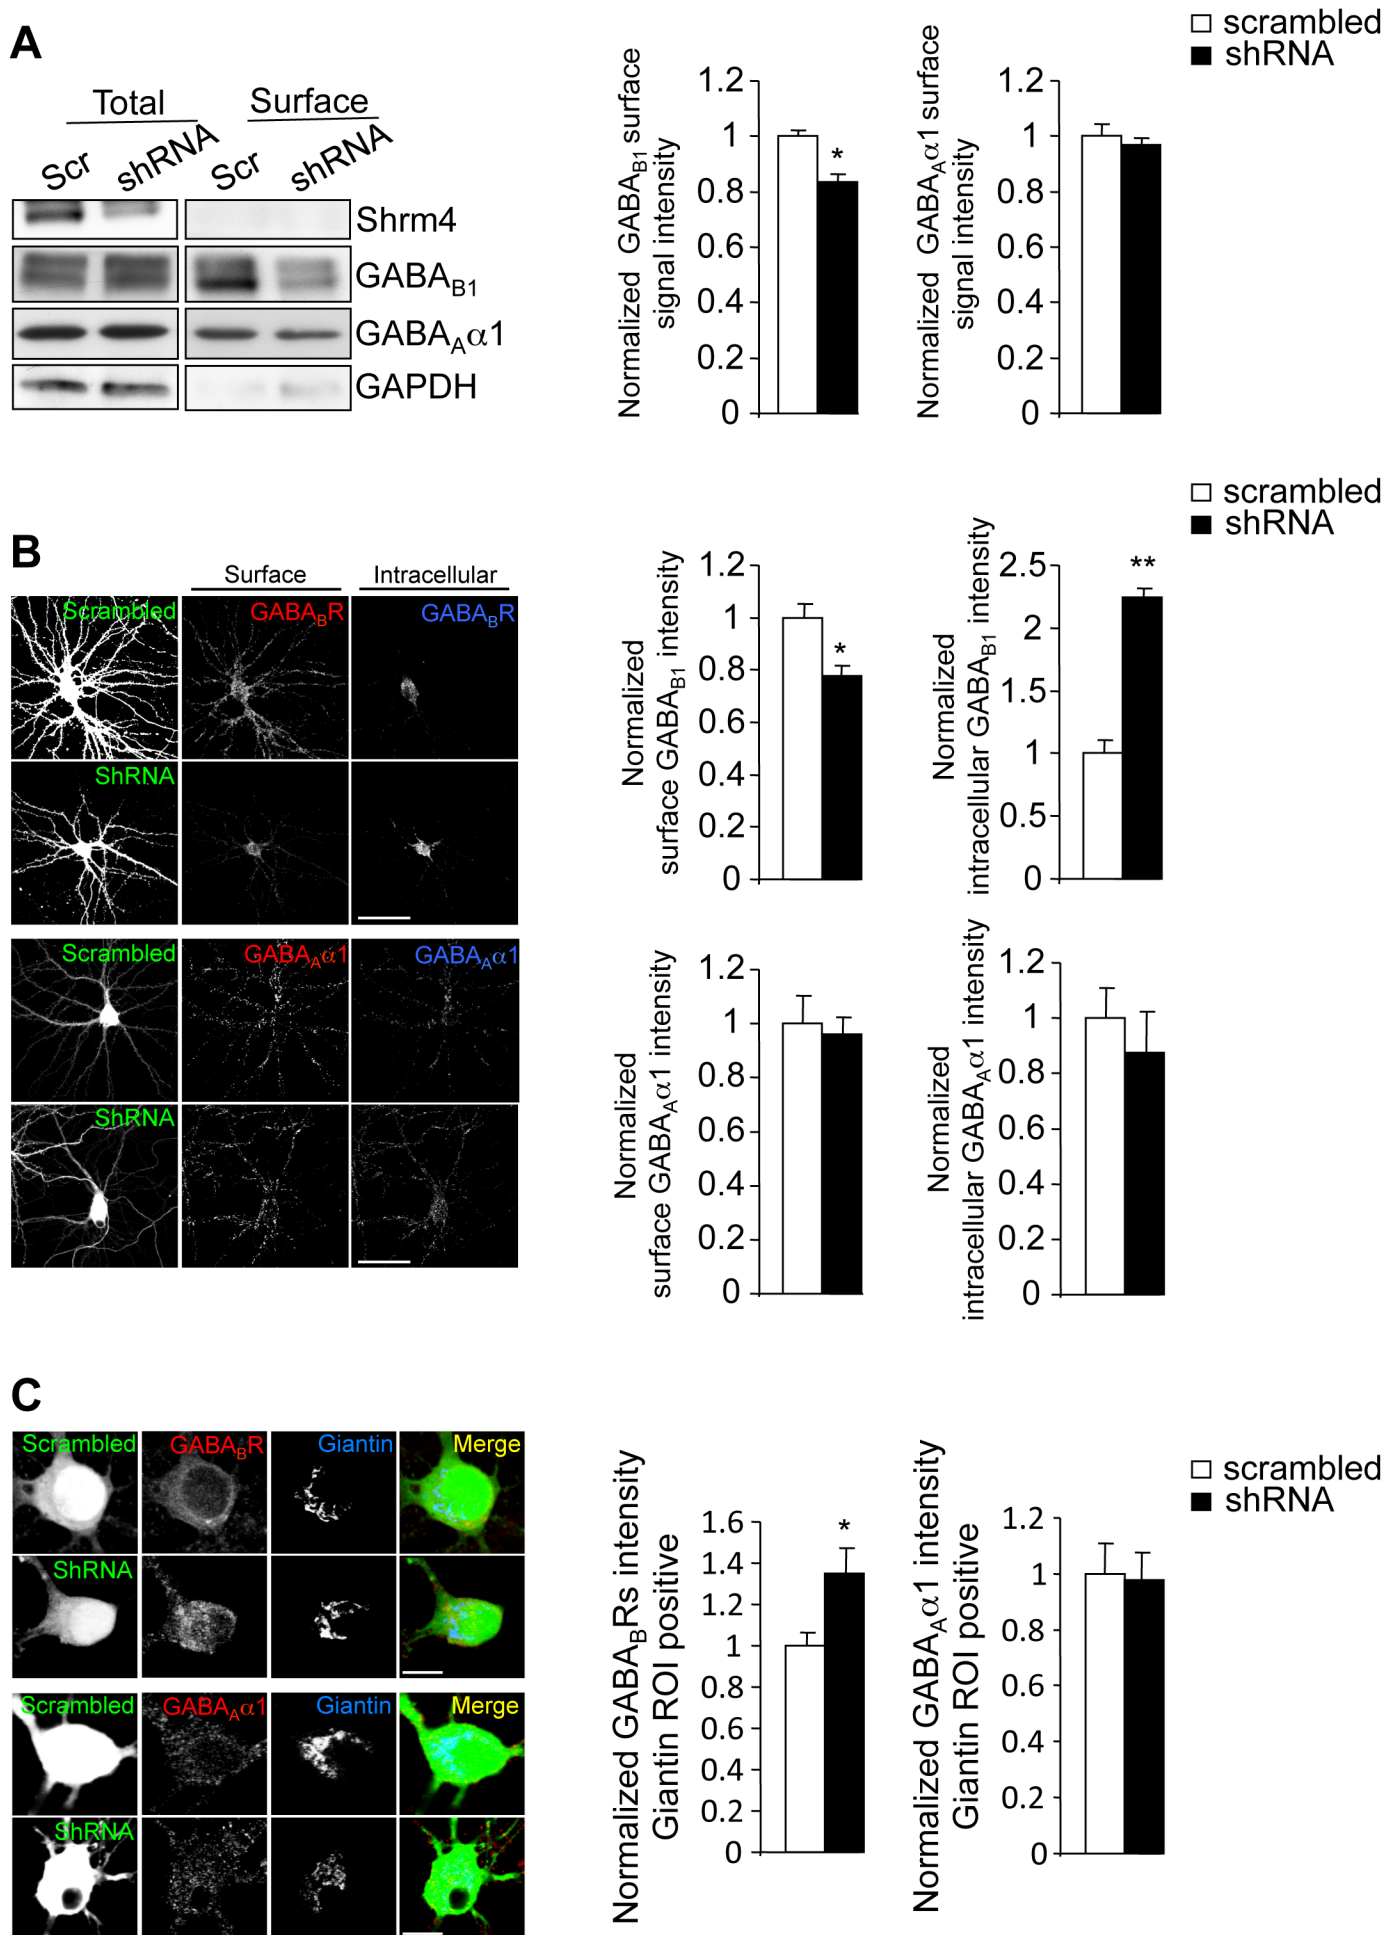 A
Total
Surface
Scr
shRNA
Scr
shRNA
Shrm4
GABAB1
GABAAα1
GAPDH
Normalized GABAB1 surface
signal intensity
1.2
1
0.8
0.6
0.4
0.2
0
*
Normalized GABAAα1 surface
signal intensity
1.2
1
0.8
0.6
0.4
0.2
0
scrambled
shRNA
B
Surface
Intracellular
Scrambled
GABABR
GABABR
ShRNA
Scrambled
GABAAα1
GABAAα1
ShRNA
Normalized
surface GABAB1 intensity
1.2
1
0.8
0.6
0.4
0.2
0
*
Normalized
intracellular GABAB1 intensity
2.5
2
1.5
1
0.5
0
**
scrambled
shRNA
Normalized
surface GABAAα1 intensity
1.2
1
0.8
0.6
0.4
0.2
0
Normalized
intracellular GABAAα1 intensity
1.2
1
0.8
0.6
0.4
0.2
0
C
Scrambled
GABABR
Giantin
Merge
ShRNA
Scrambled
GABAAα1
Giantin
Merge
ShRNA
Normalized GABABRs intensity
Giantin ROI positive
1.6
1.4
1.2
1
0.8
0.6
0.4
0.2
0
*
Normalized GABAAα1 intensity
Giantin ROI positive
1.2
1
0.8
0.6
0.4
0.2
0
scrambled
shRNA